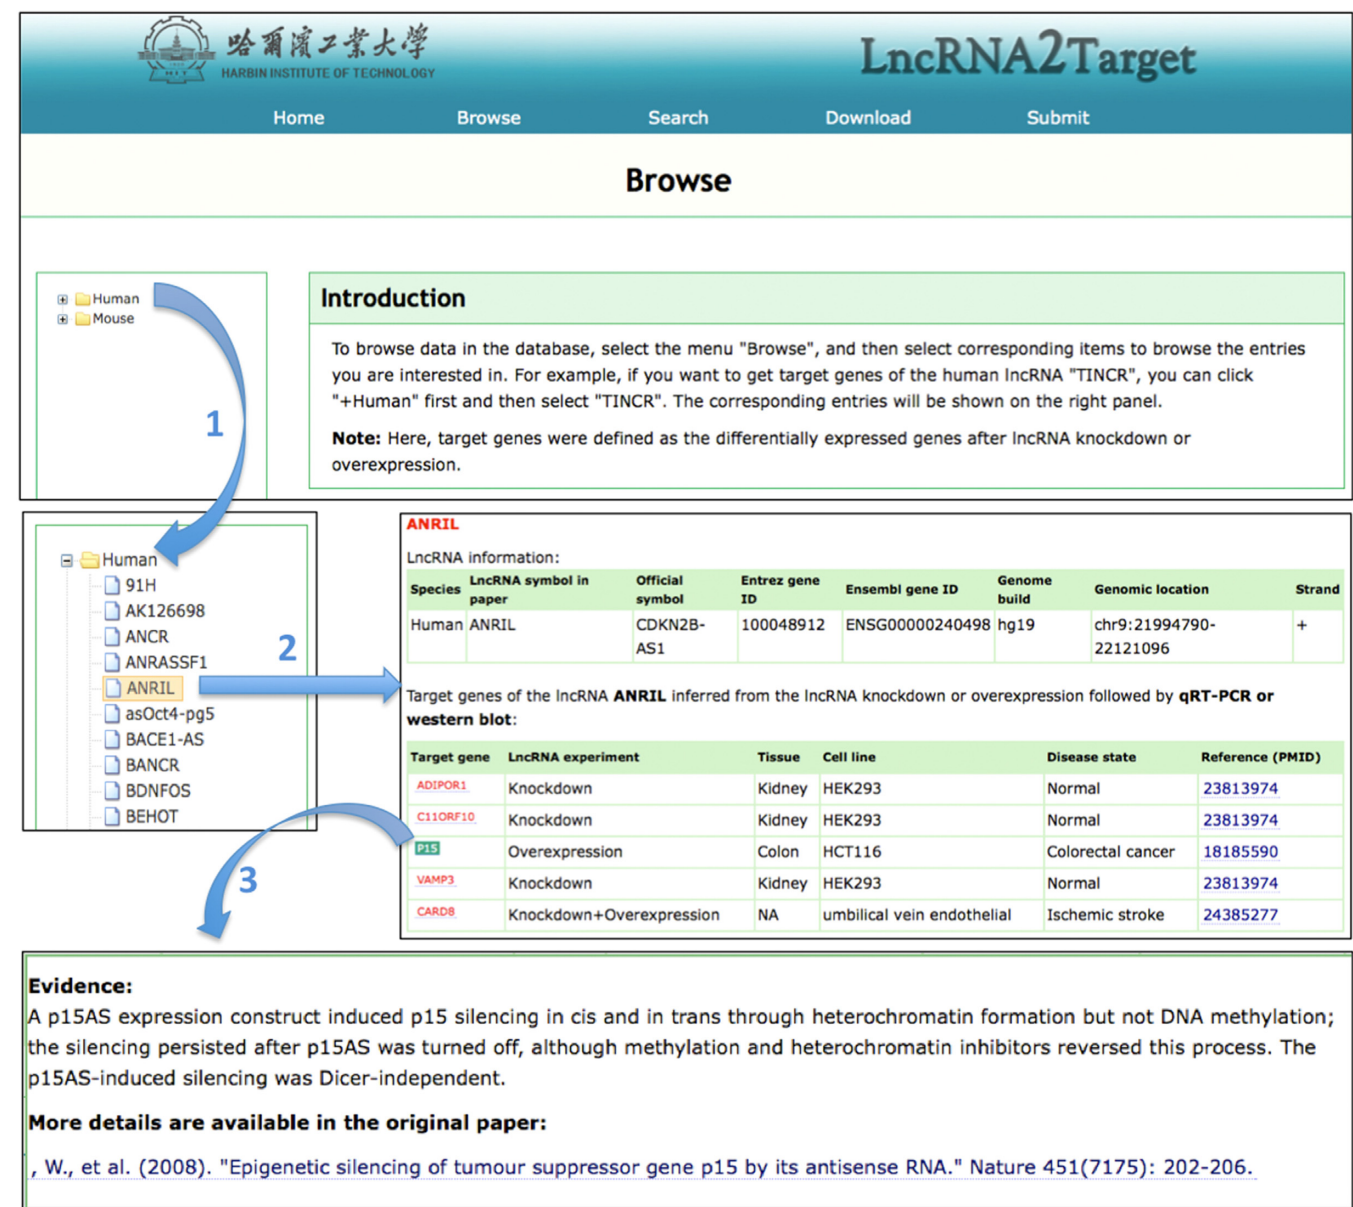 哈爾濱工業大學
HARBIN INSTITUTE OF TECHNOLOGY
HIT
LncRNA2Target
Home Browse Search Download Submit
Browse
Human
Mouse
1
Introduction
To browse data in the database, select the menu "Browse", and then select corresponding items to browse the entries
you are interested in. For example, if you want to get target genes of the human lncRNA "TINCR", you can click
"+Human" first and then select "TINCR". The corresponding entries will be shown on the right panel.
Note: Here, target genes were defined as the differentially expressed genes after lncRNA knockdown or
overexpression.
Human
91H
AK126698
ANCR
ANRASSF1
ANRIL
asOct4-pg5
BACE1-AS
BANCR
BDNFOS
BEHOT
2
ANRIL
LncRNA information:
Species LncRNA symbol in paper Official symbol Entrez gene ID Ensembl gene ID Genome build Genomic location Strand
Human ANRIL CDKN2B-AS1 100048912 ENSG00000240498 hg19 chr9:21994790-22121096 +
Target genes of the lncRNA ANRIL inferred from the lncRNA knockdown or overexpression followed by qRT-PCR or
western blot:
Target gene LncRNA experiment Tissue Cell line Disease state Reference (PMID)
ADIPOR1 Knockdown Kidney HEK293 Normal 23813974
C11ORF10 Knockdown Kidney HEK293 Normal 23813974
P15 Overexpression Colon HCT116 Colorectal cancer 18185590
VAMP3 Knockdown Kidney HEK293 Normal 23813974
CARD8 Knockdown+Overexpression NA umbilical vein endothelial Ischemic stroke 24385277
3
Evidence:
A p15AS expression construct induced p15 silencing in cis and in trans through heterochromatin formation but not DNA methylation;
the silencing persisted after p15AS was turned off, although methylation and heterochromatin inhibitors reversed this process. The
p15AS-induced silencing was Dicer-independent.
More details are available in the original paper:
, W., et al. (2008). "Epigenetic silencing of tumour suppressor gene p15 by its antisense RNA." Nature 451(7175): 202-206.